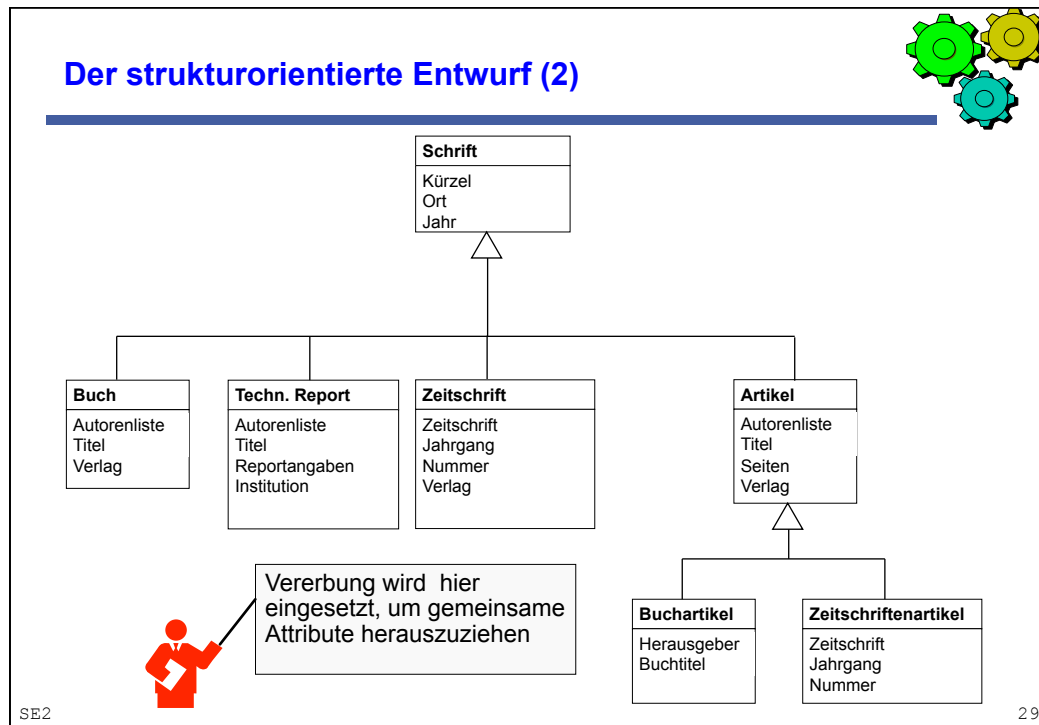 Der strukturorientierte Entwurf (2)
Schrift
Kürzel
Ort
Jahr
Buch
Autorenliste
Titel
Verlag
Techn. Report
Autorenliste
Titel
Reportangaben
Institution
Zeitschrift
Zeitschrift
Jahrgang
Nummer
Verlag
Artikel
Autorenliste
Titel
Seiten
Verlag
Buchartikel
Herausgeber
Buchtitel
Zeitschriftenartikel
Zeitschrift
Jahrgang
Nummer
Vererbung wird hier
eingesetzt, um gemeinsame
Attribute herauszuziehen
SE2
29